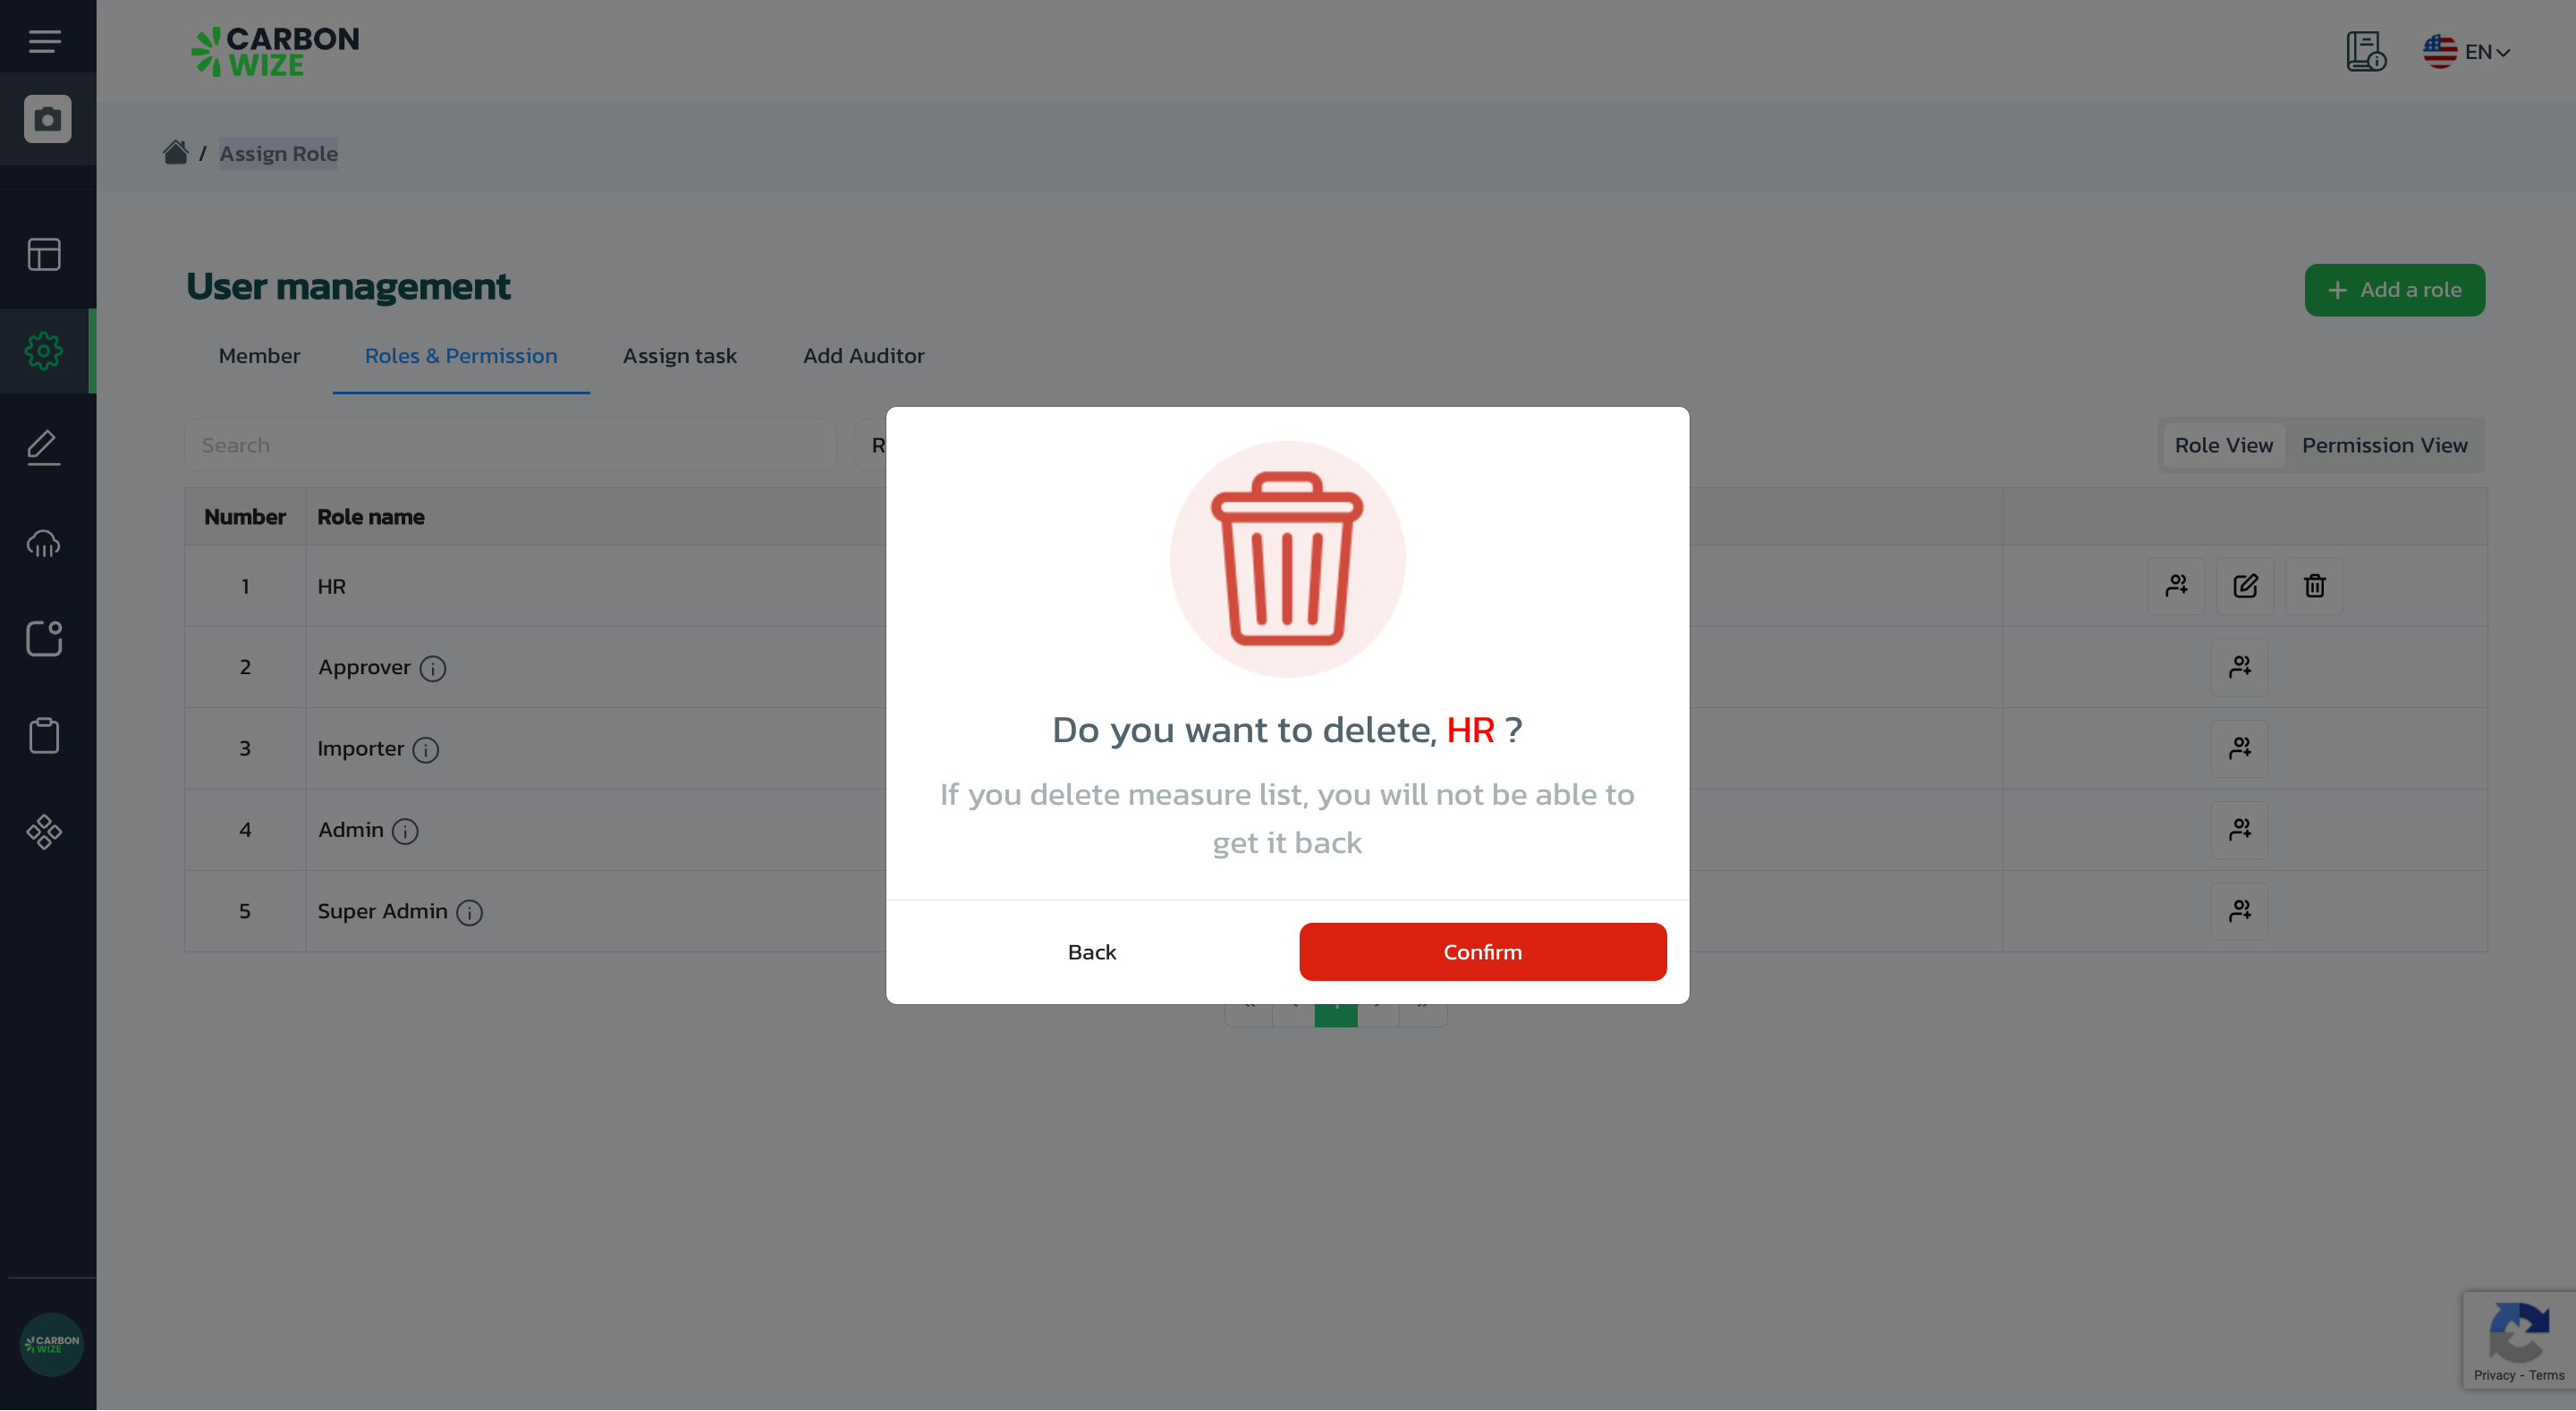 CARBON
WIZE
EN
/ Assign Role
User management
+ Add a role
Member Roles & Permission Assign task Add Auditor
Search
R
Role View Permission View
Number Role name
1 HR
2 Approver
3 Importer
4 Admin
5 Super Admin
Do you want to delete, HR ?
If you delete measure list, you will not be able to
get it back
Back Confirm
CARBON
WIZE
Privacy - Terms